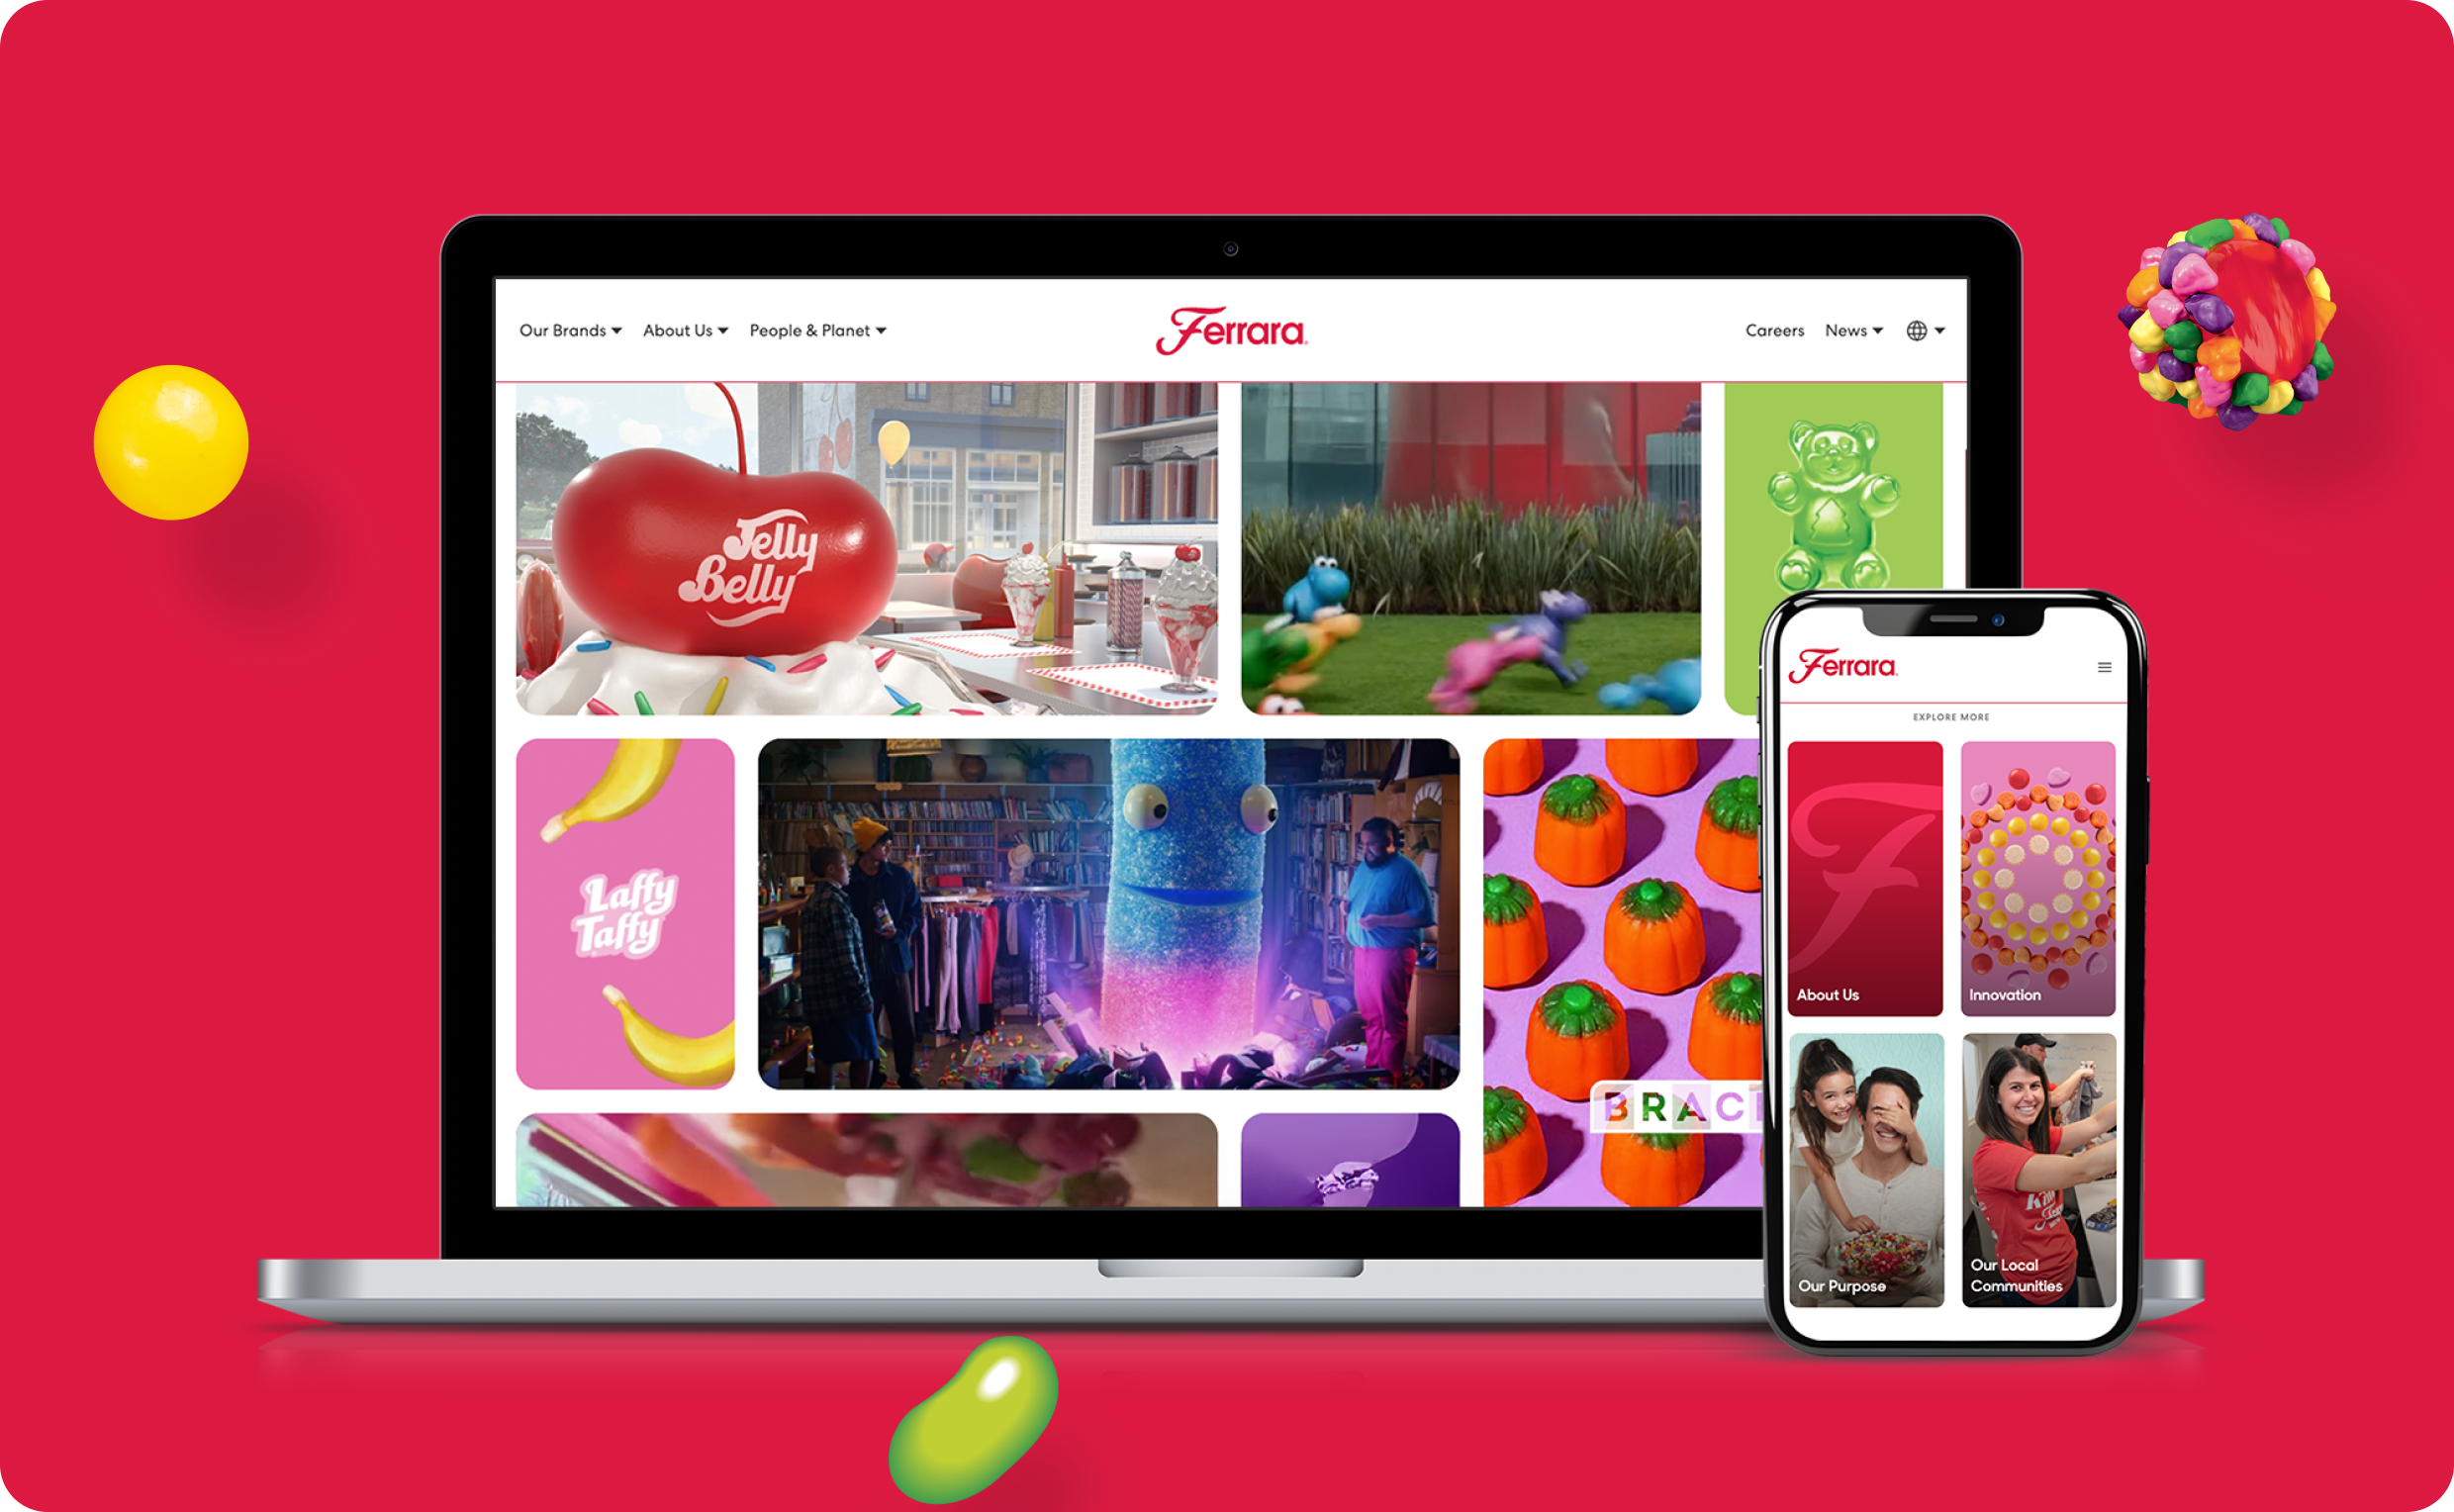 Our Brands
About Us
People & Planet
Ferrara
Careers
News
Jelly
Belly
Laffy
Taffy
Ferrara
EXPLORE MORE
About Us
Innovation
Our Purpose
Our Local
Communities